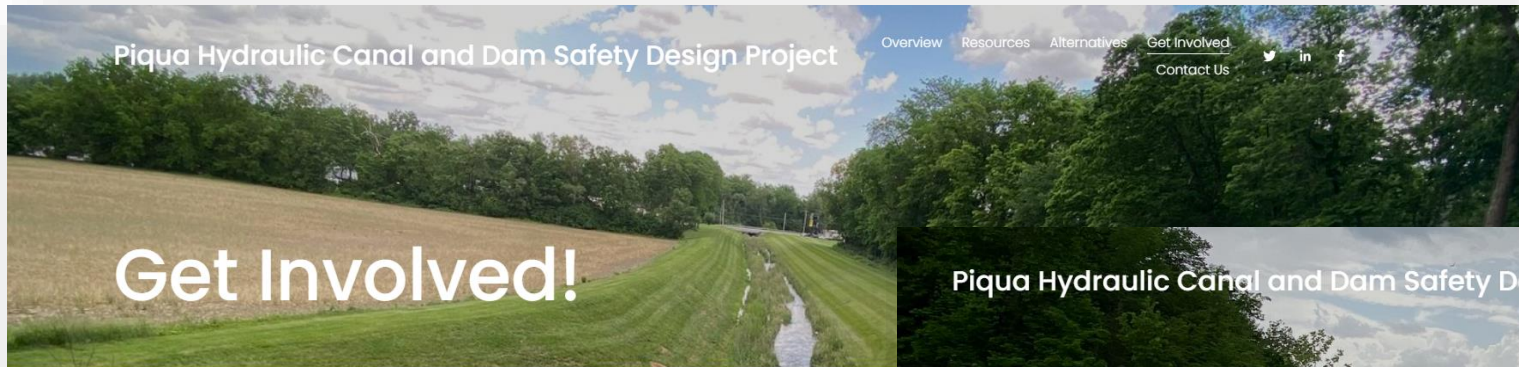 Piqua Hydraulic Canal and Dam Safety Design Project
Overview Resources Alternatives Get Involved
Contact Us
Get Involved!
Piqua Hydraulic Canal and Dam Safety D